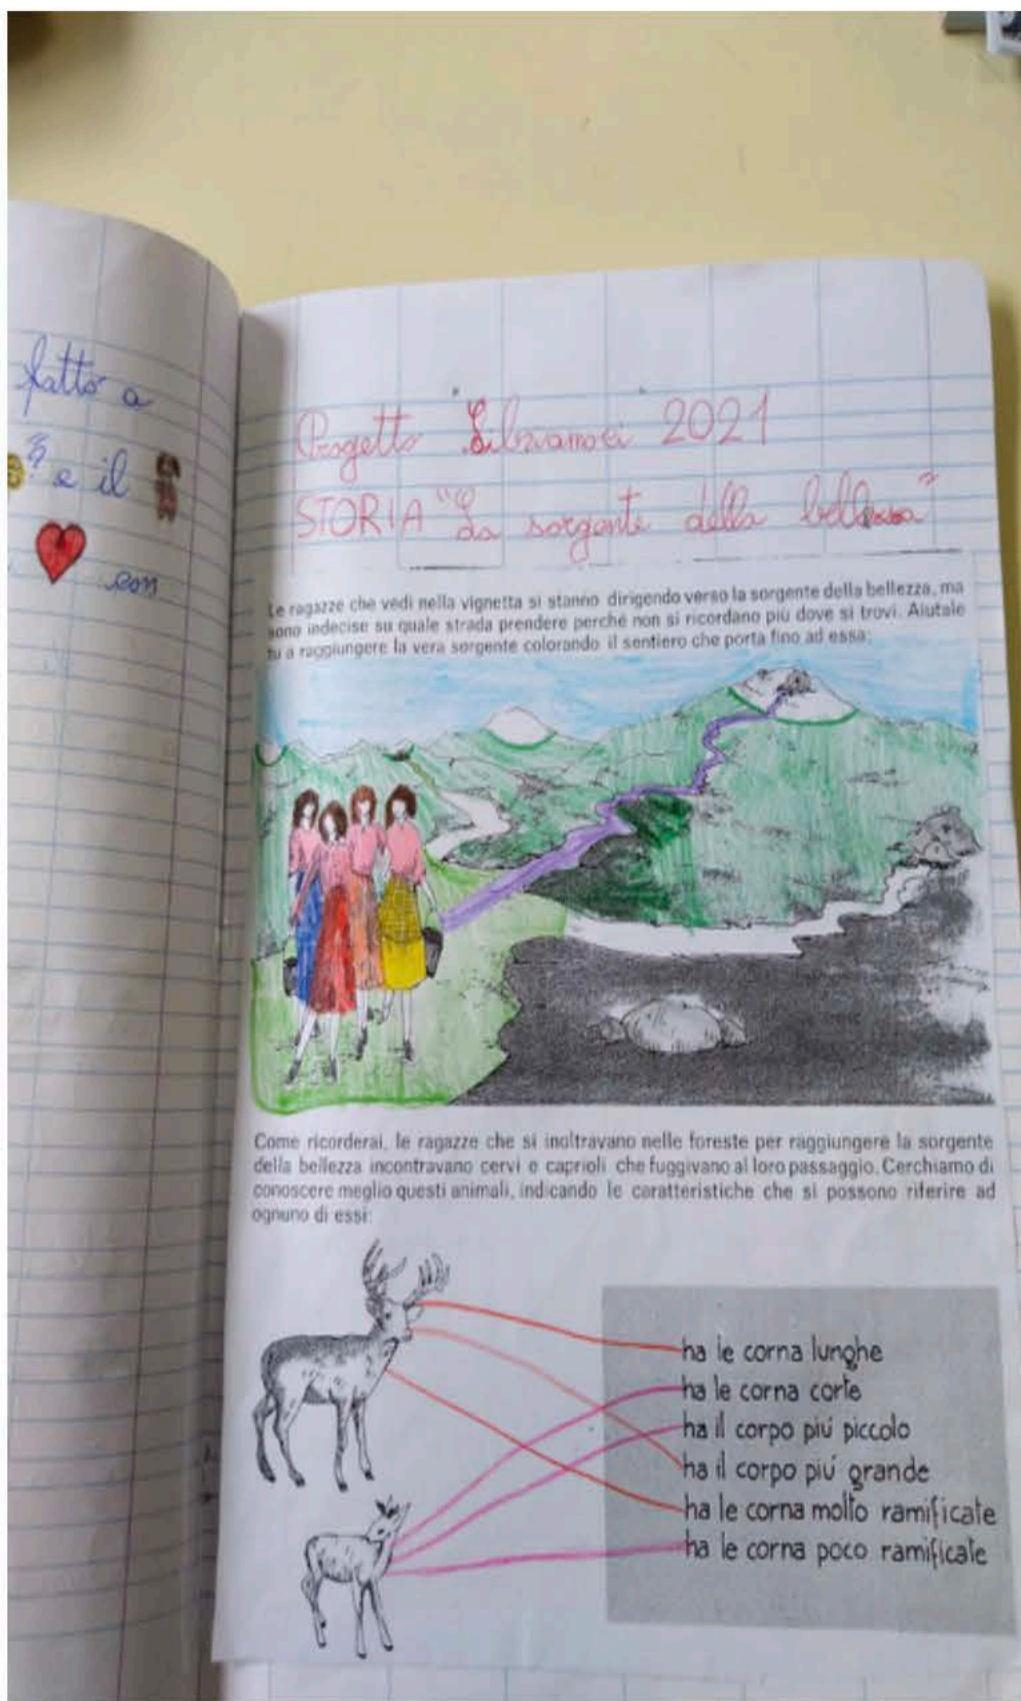 fatto a
e il
con
Progetto "Libriamoci 2021
STORIA "La sorgente della bellezza"
Le ragazze che vedi nella vignetta si stanno dirigendo verso la sorgente della bellezza, ma
sono indecise su quale strada prendere perché non si ricordano più dove si trovi. Aiutale
tu a raggiungere la vera sorgente colorando il sentiero che porta fino ad essa:
Come ricorderai, le ragazze che si inoltravano nelle foreste per raggiungere la sorgente
della bellezza incontravano cervi e caprioli che fuggivano al loro passaggio. Cerchiamo di
conoscere meglio questi animali, indicando le caratteristiche che si possono riferire ad
ognuno di essi:
ha le corna lunghe
ha le corna corte
ha il corpo piú piccolo
ha il corpo piú grande
ha le corna molto ramificate
ha le corna poco ramificate